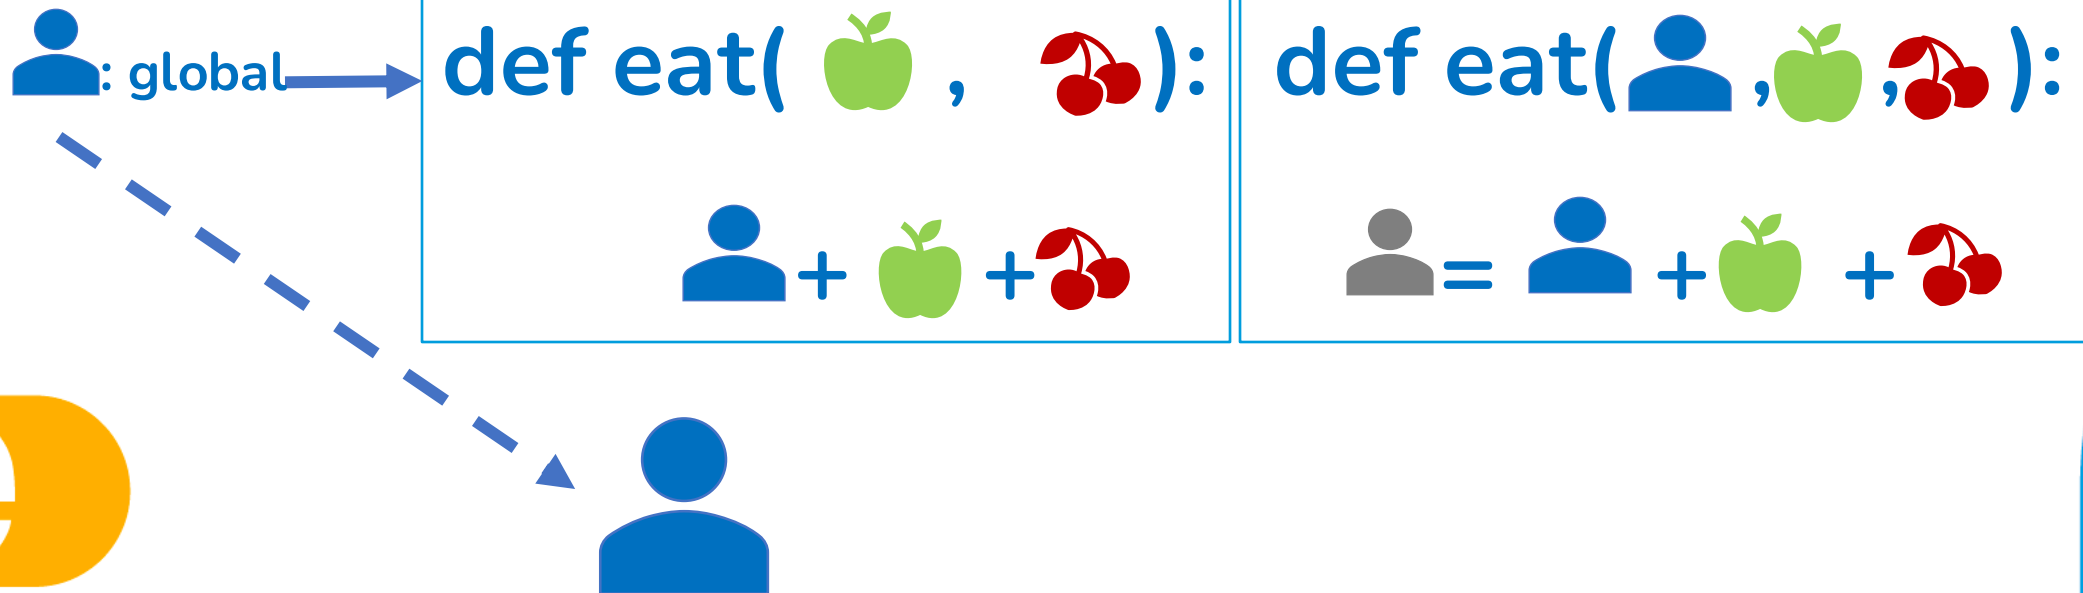 : global
def eat( , ):
+ +
def eat( , , ):
= + +
e